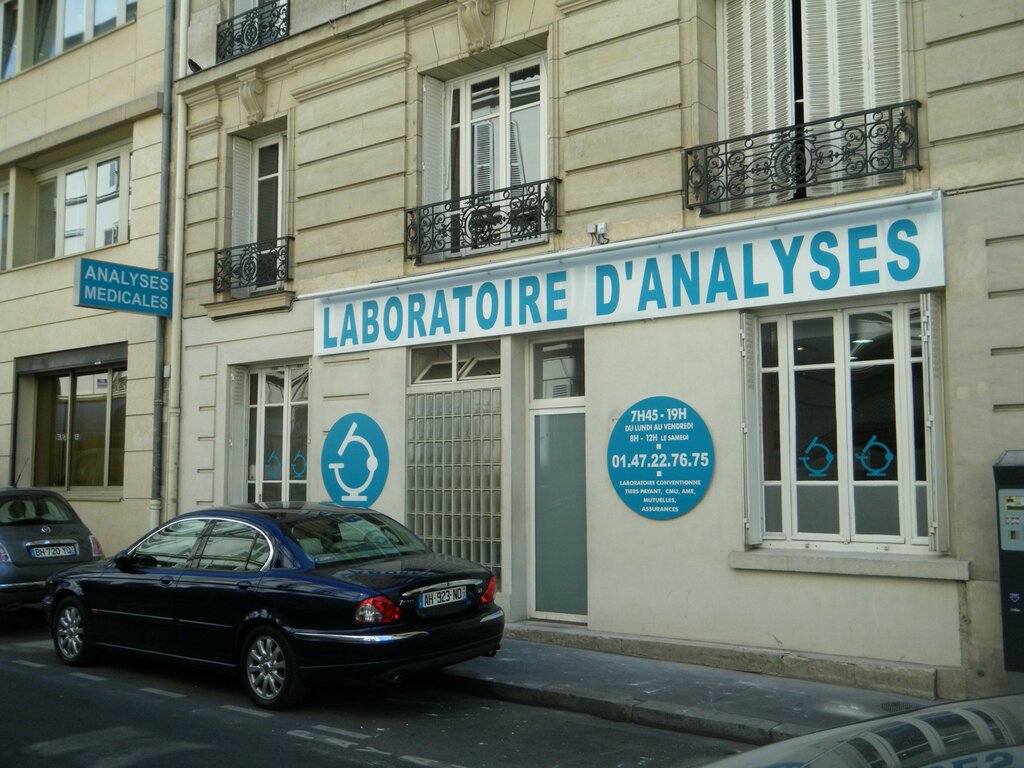 ANALYSES
MEDICALES
LABORATOIRE D'ANALYSES
7H45 - 19H
DU LUNDI AU VENDREDI
8H - 12H LE SAMEDI
01.47.22.76.75
LABORATOIRE CONVENTIONNE
TIERS PAYANT, CMU, AME,
MUTUELLES,
ASSURANCES
BH-720-YQ
AH-923-ND